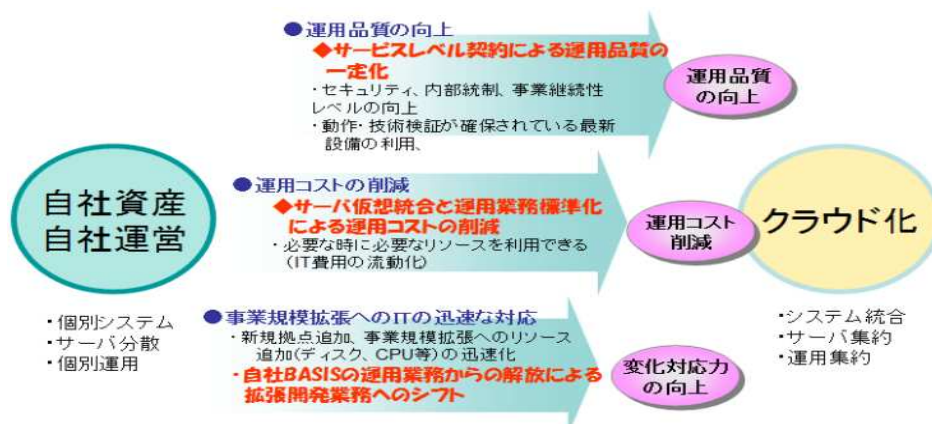 ●運用品質の向上
◆サービスレベル契約による運用品質の
一定化
・セキュリティ、内部統制、事業継続性
レベルの向上
・動作・技術検証が確保されている最新
設備の利用、
運用品質
の向上
自社資産
自社運営
・個別システム
・サーバ分散
・個別運用
●運用コストの削減
◆サーバ仮想統合と運用業務標準化
による運用コストの削減
・必要な時に必要なリソースを利用できる
(IT費用の流動化)
運用コスト
削減
クラウド化
・システム統合
・サーバ集約
・運用集約
●事業規模拡張へのITの迅速な対応
・新規拠点追加、事業規模拡張へのリソース
追加(ディスク、CPU等)の迅速化
・自社BASISの運用業務からの解放による
拡張開発業務へのシフト
変化対応力
の向上